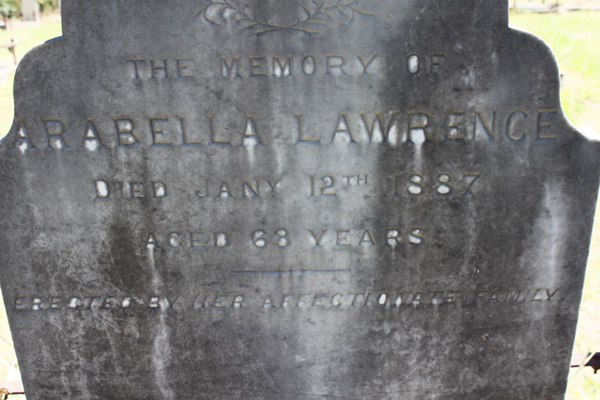 THE MEMORY OF
ARABELLA LAWRENCE
DIED JANY 12TH 1887
AGED 63 YEARS
ERECTED BY HER AFFECTIONATE FAMILY.